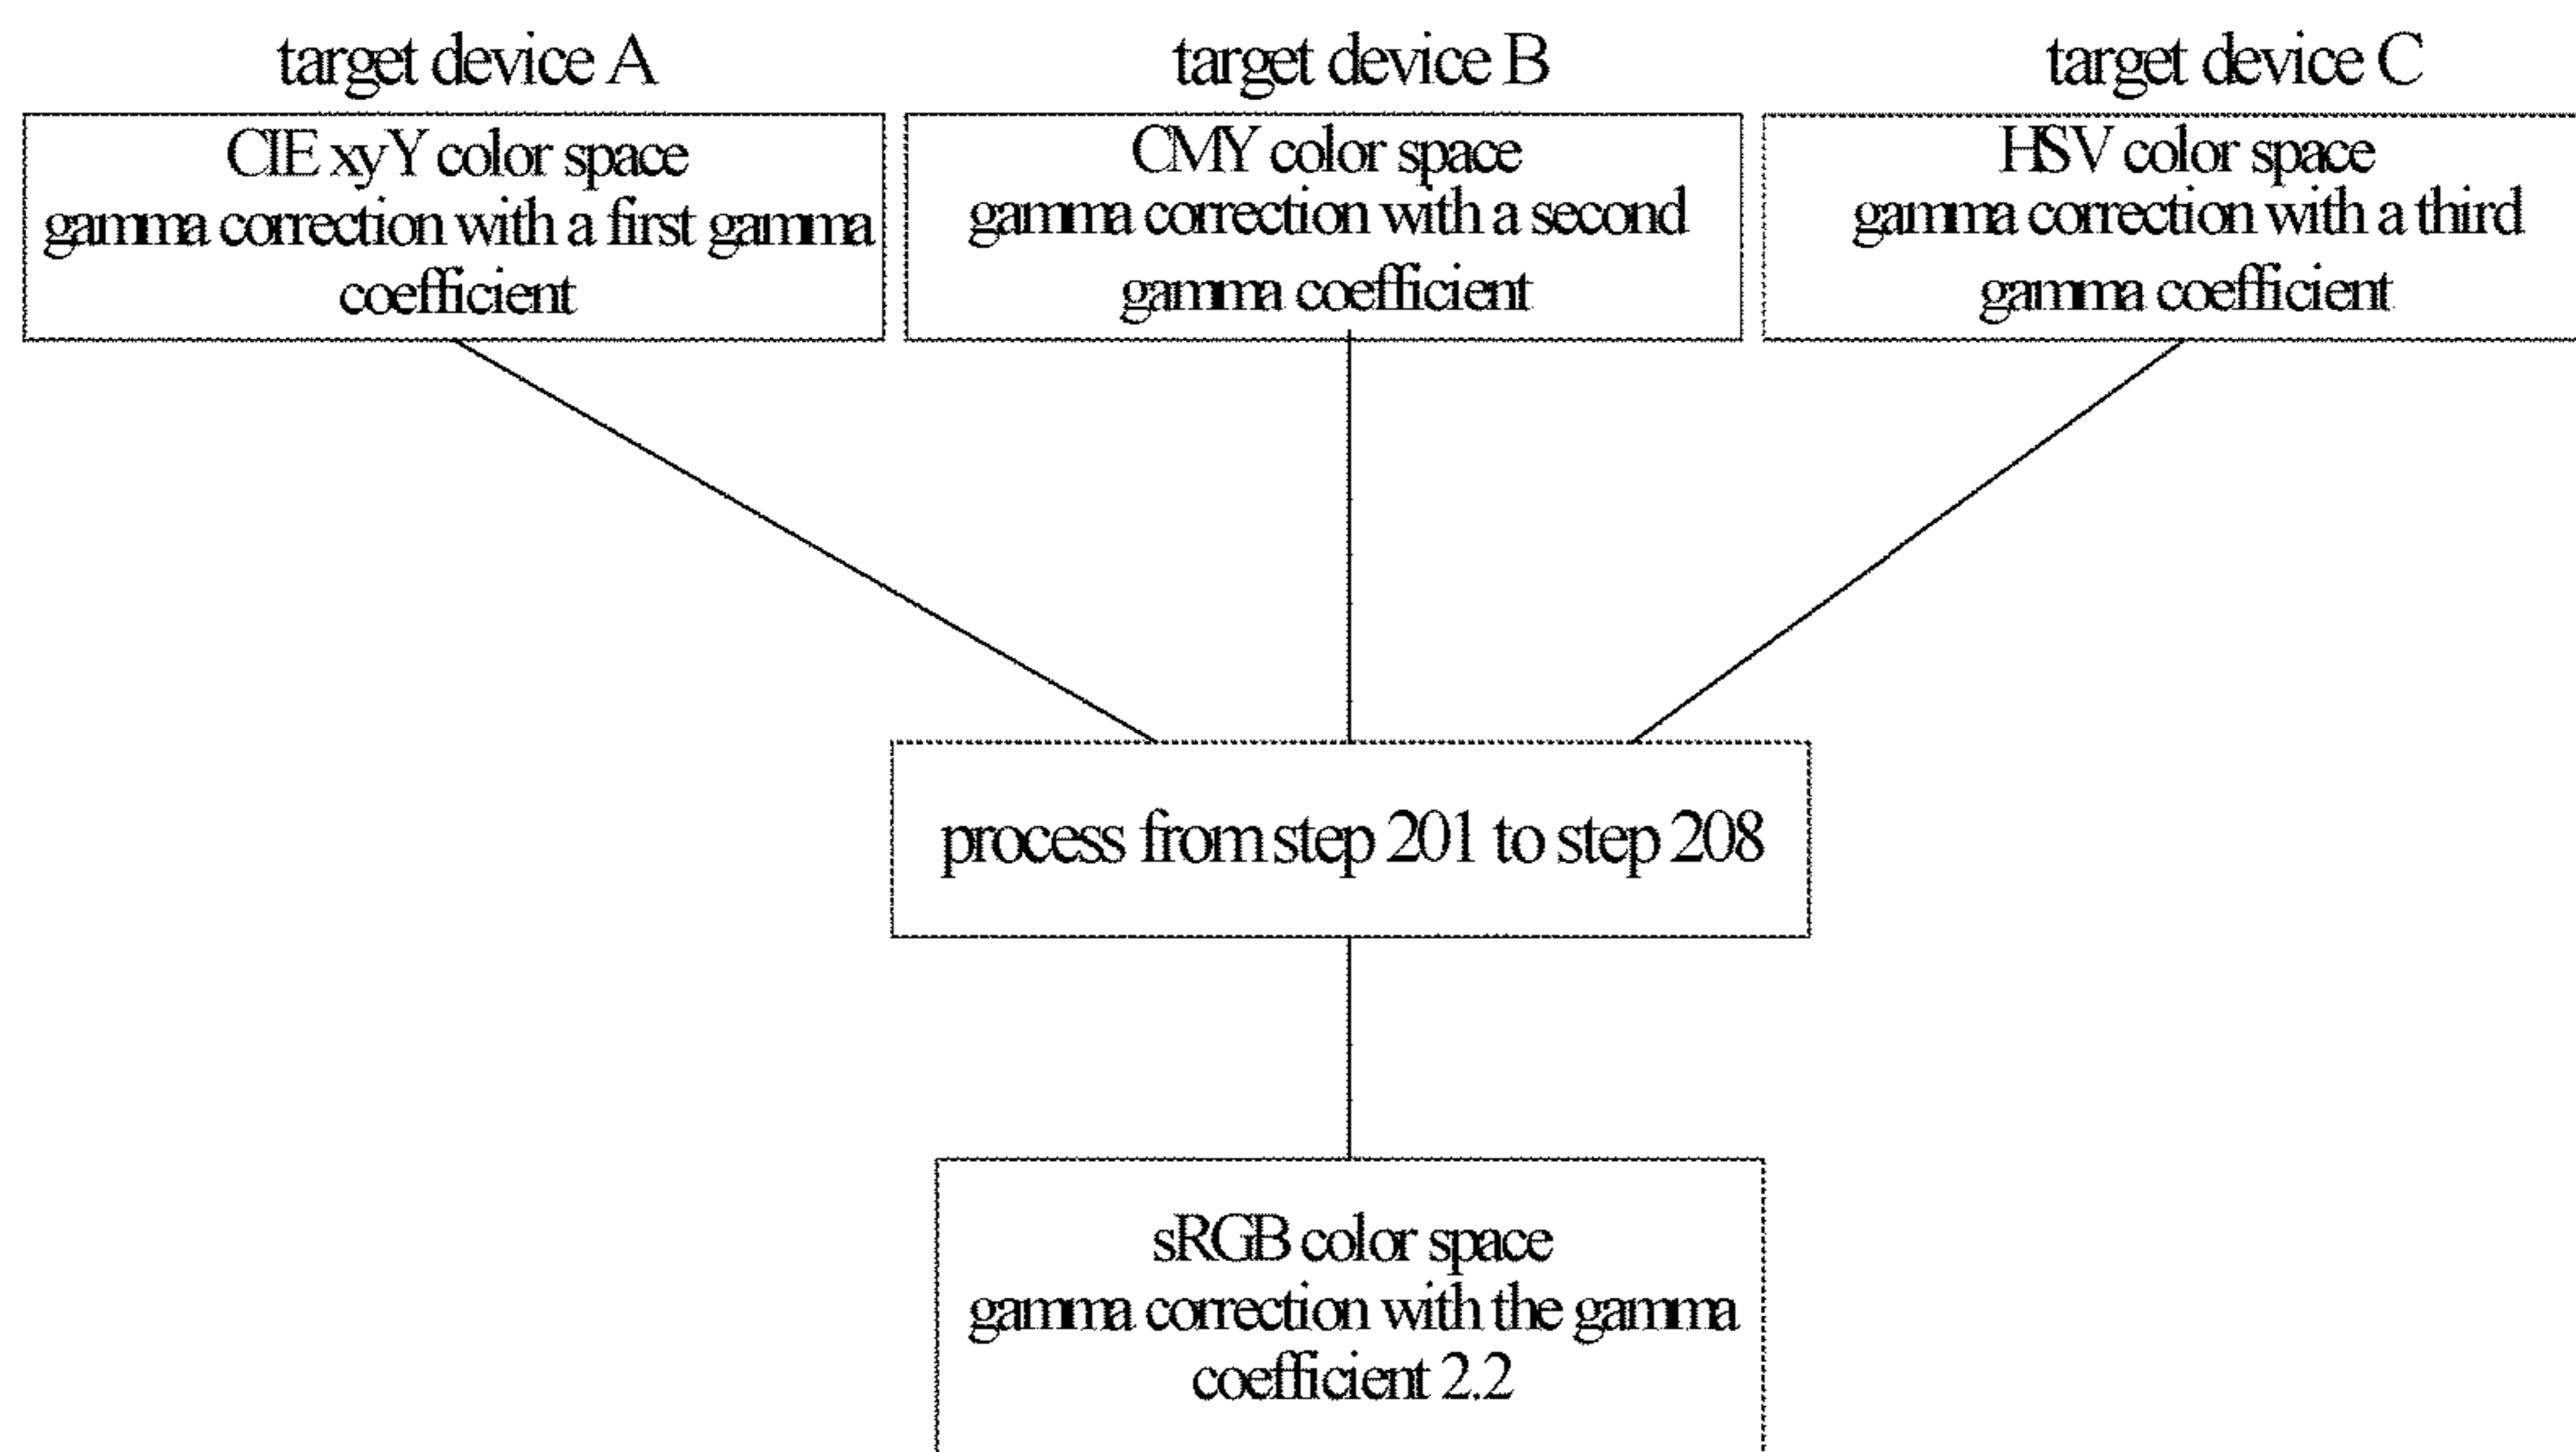 target device A
target device B
target device C
CIE xyY color space
gamma correction with a first gamma
coefficient
CMY color space
gamma correction with a second
gamma coefficient
HSV color space
gamma correction with a third
gamma coefficient
process from step 201 to step 208
sRGB color space
gamma correction with the gamma
coefficient 2.2